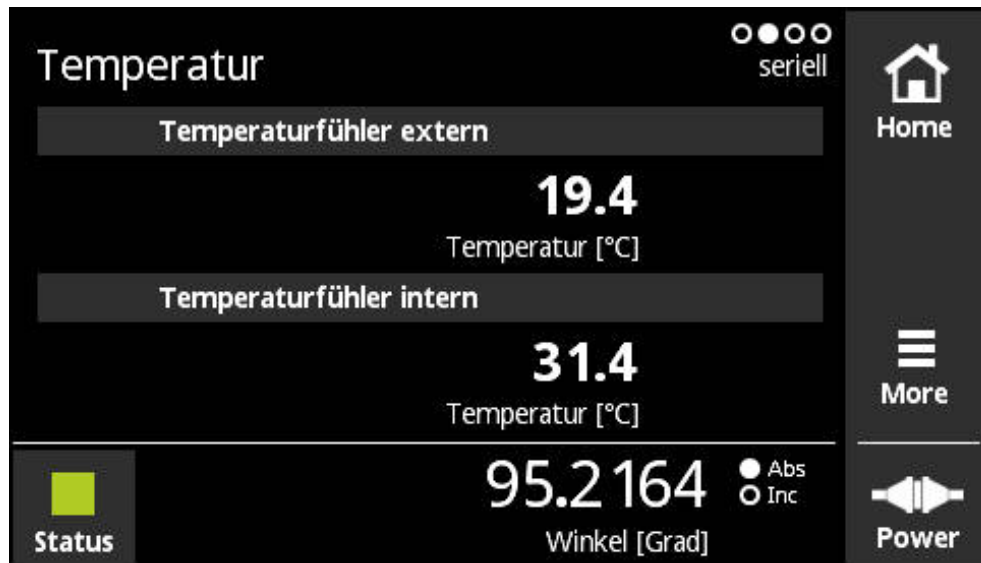 Temperatur
seriell
Home
Temperaturfühler extern
19.4
Temperatur [°C]
Temperaturfühler intern
31.4
Temperatur [°C]
More
95.2164
Abs
Inc
Winkel [Grad]
Status
Power